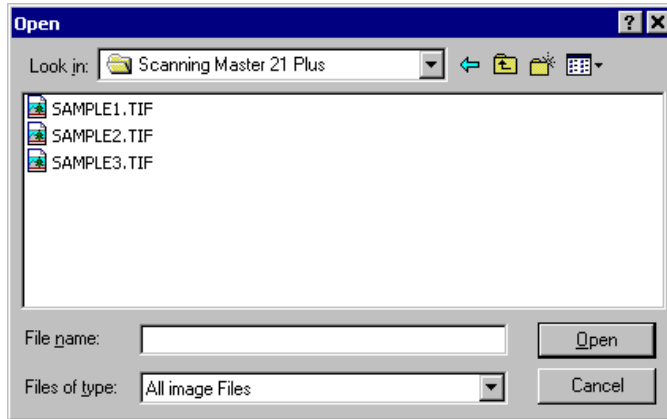 Open
Look in: Scanning Master 21 Plus
SAMPLE1.TIF
SAMPLE2.TIF
SAMPLE3.TIF
File name: Open
Files of type: All image Files Cancel